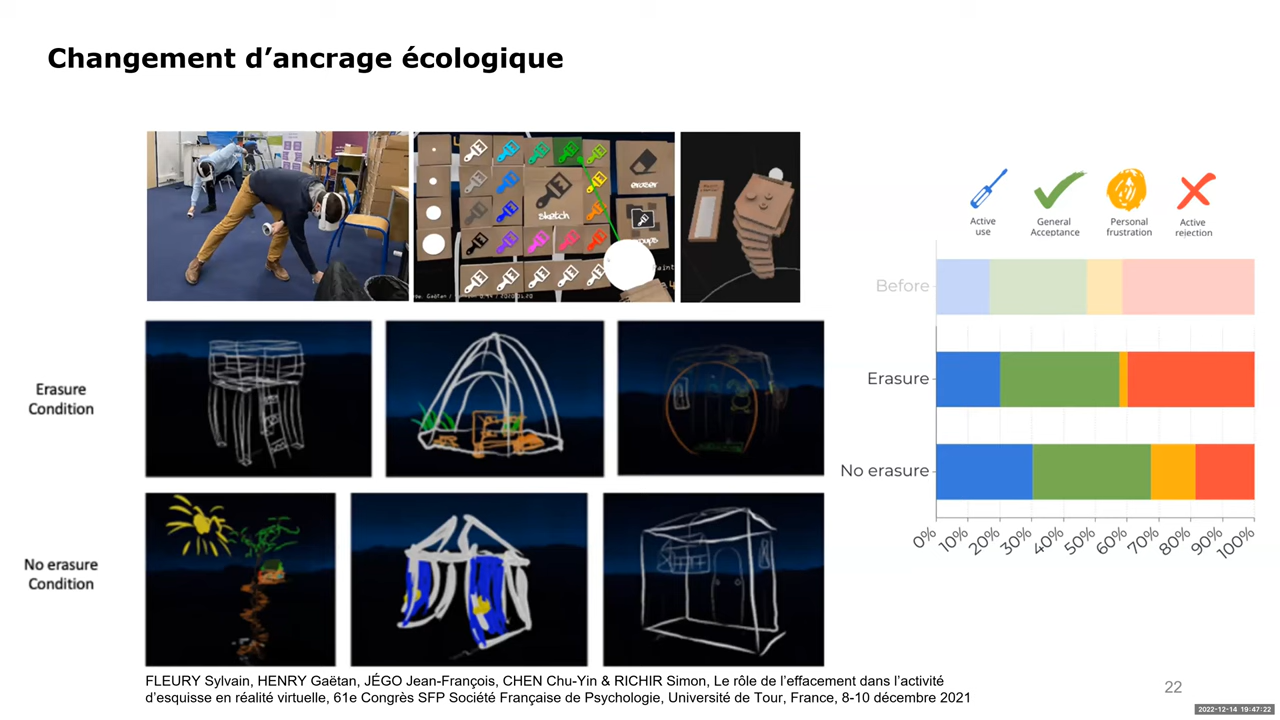 Changement d’ancrage écologique
eraser
sketch
Active
use
General
Acceptance
Personal
frustration
Active
rejection
Before
Erasure
No erasure
0%
10%
20%
30%
40%
50%
60%
70%
80%
90%
100%
Erasure
Condition
No erasure
Condition
FLEURY Sylvain, HENRY Gaëtan, JÉGO Jean-François, CHEN Chu-Yin & RICHIR Simon, Le rôle de l’effacement dans l’activité
d’esquisse en réalité virtuelle, 61e Congrès SFP Société Française de Psychologie, Université de Tour, France, 8-10 décembre 2021
22
2022-12-14 19:47:22